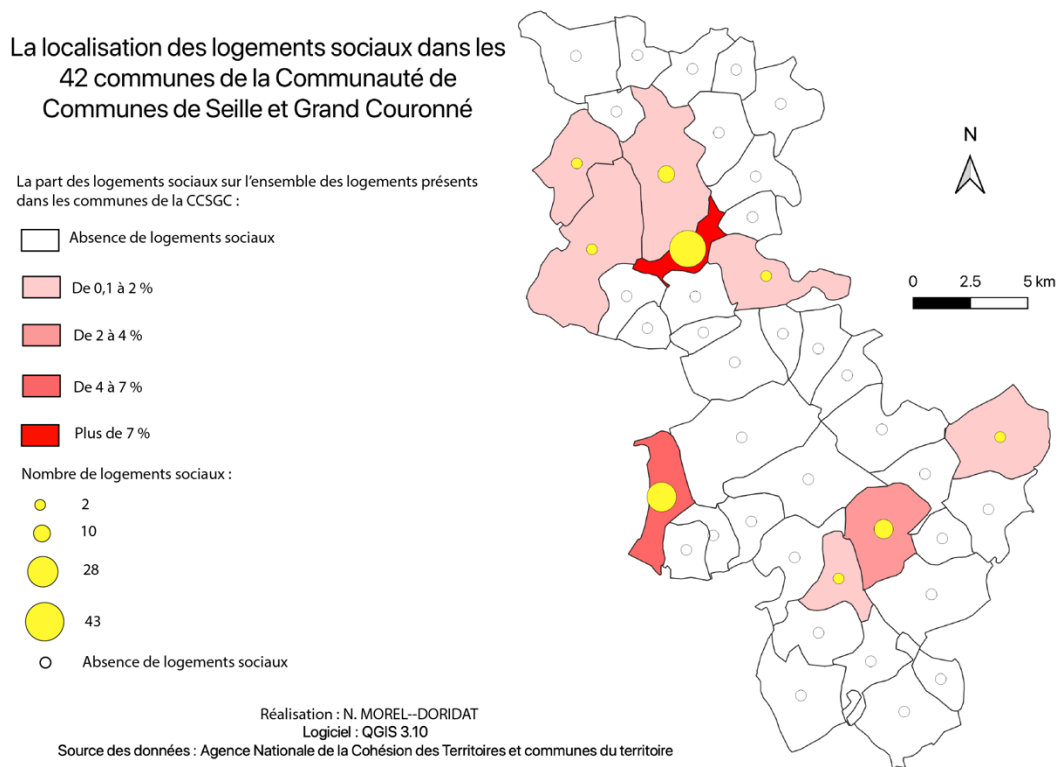 La localisation des logements sociaux dans les
42 communes de la Communauté de
Communes de Seille et Grand Couronné
La part des logements sociaux sur l'ensemble des logements présents
dans les communes de la CCSGC :
Absence de logements sociaux
De 0,1 à 2 %
De 2 à 4 %
De 4 à 7 %
Plus de 7 %
Nombre de logements sociaux :
2
10
28
43
Absence de logements sociaux
N
0 2.5 5 km
Réalisation : N. MOREL--DORIDAT
Logiciel : QGIS 3.10
Source des données : Agence Nationale de la Cohésion des Territoires et communes du territoire